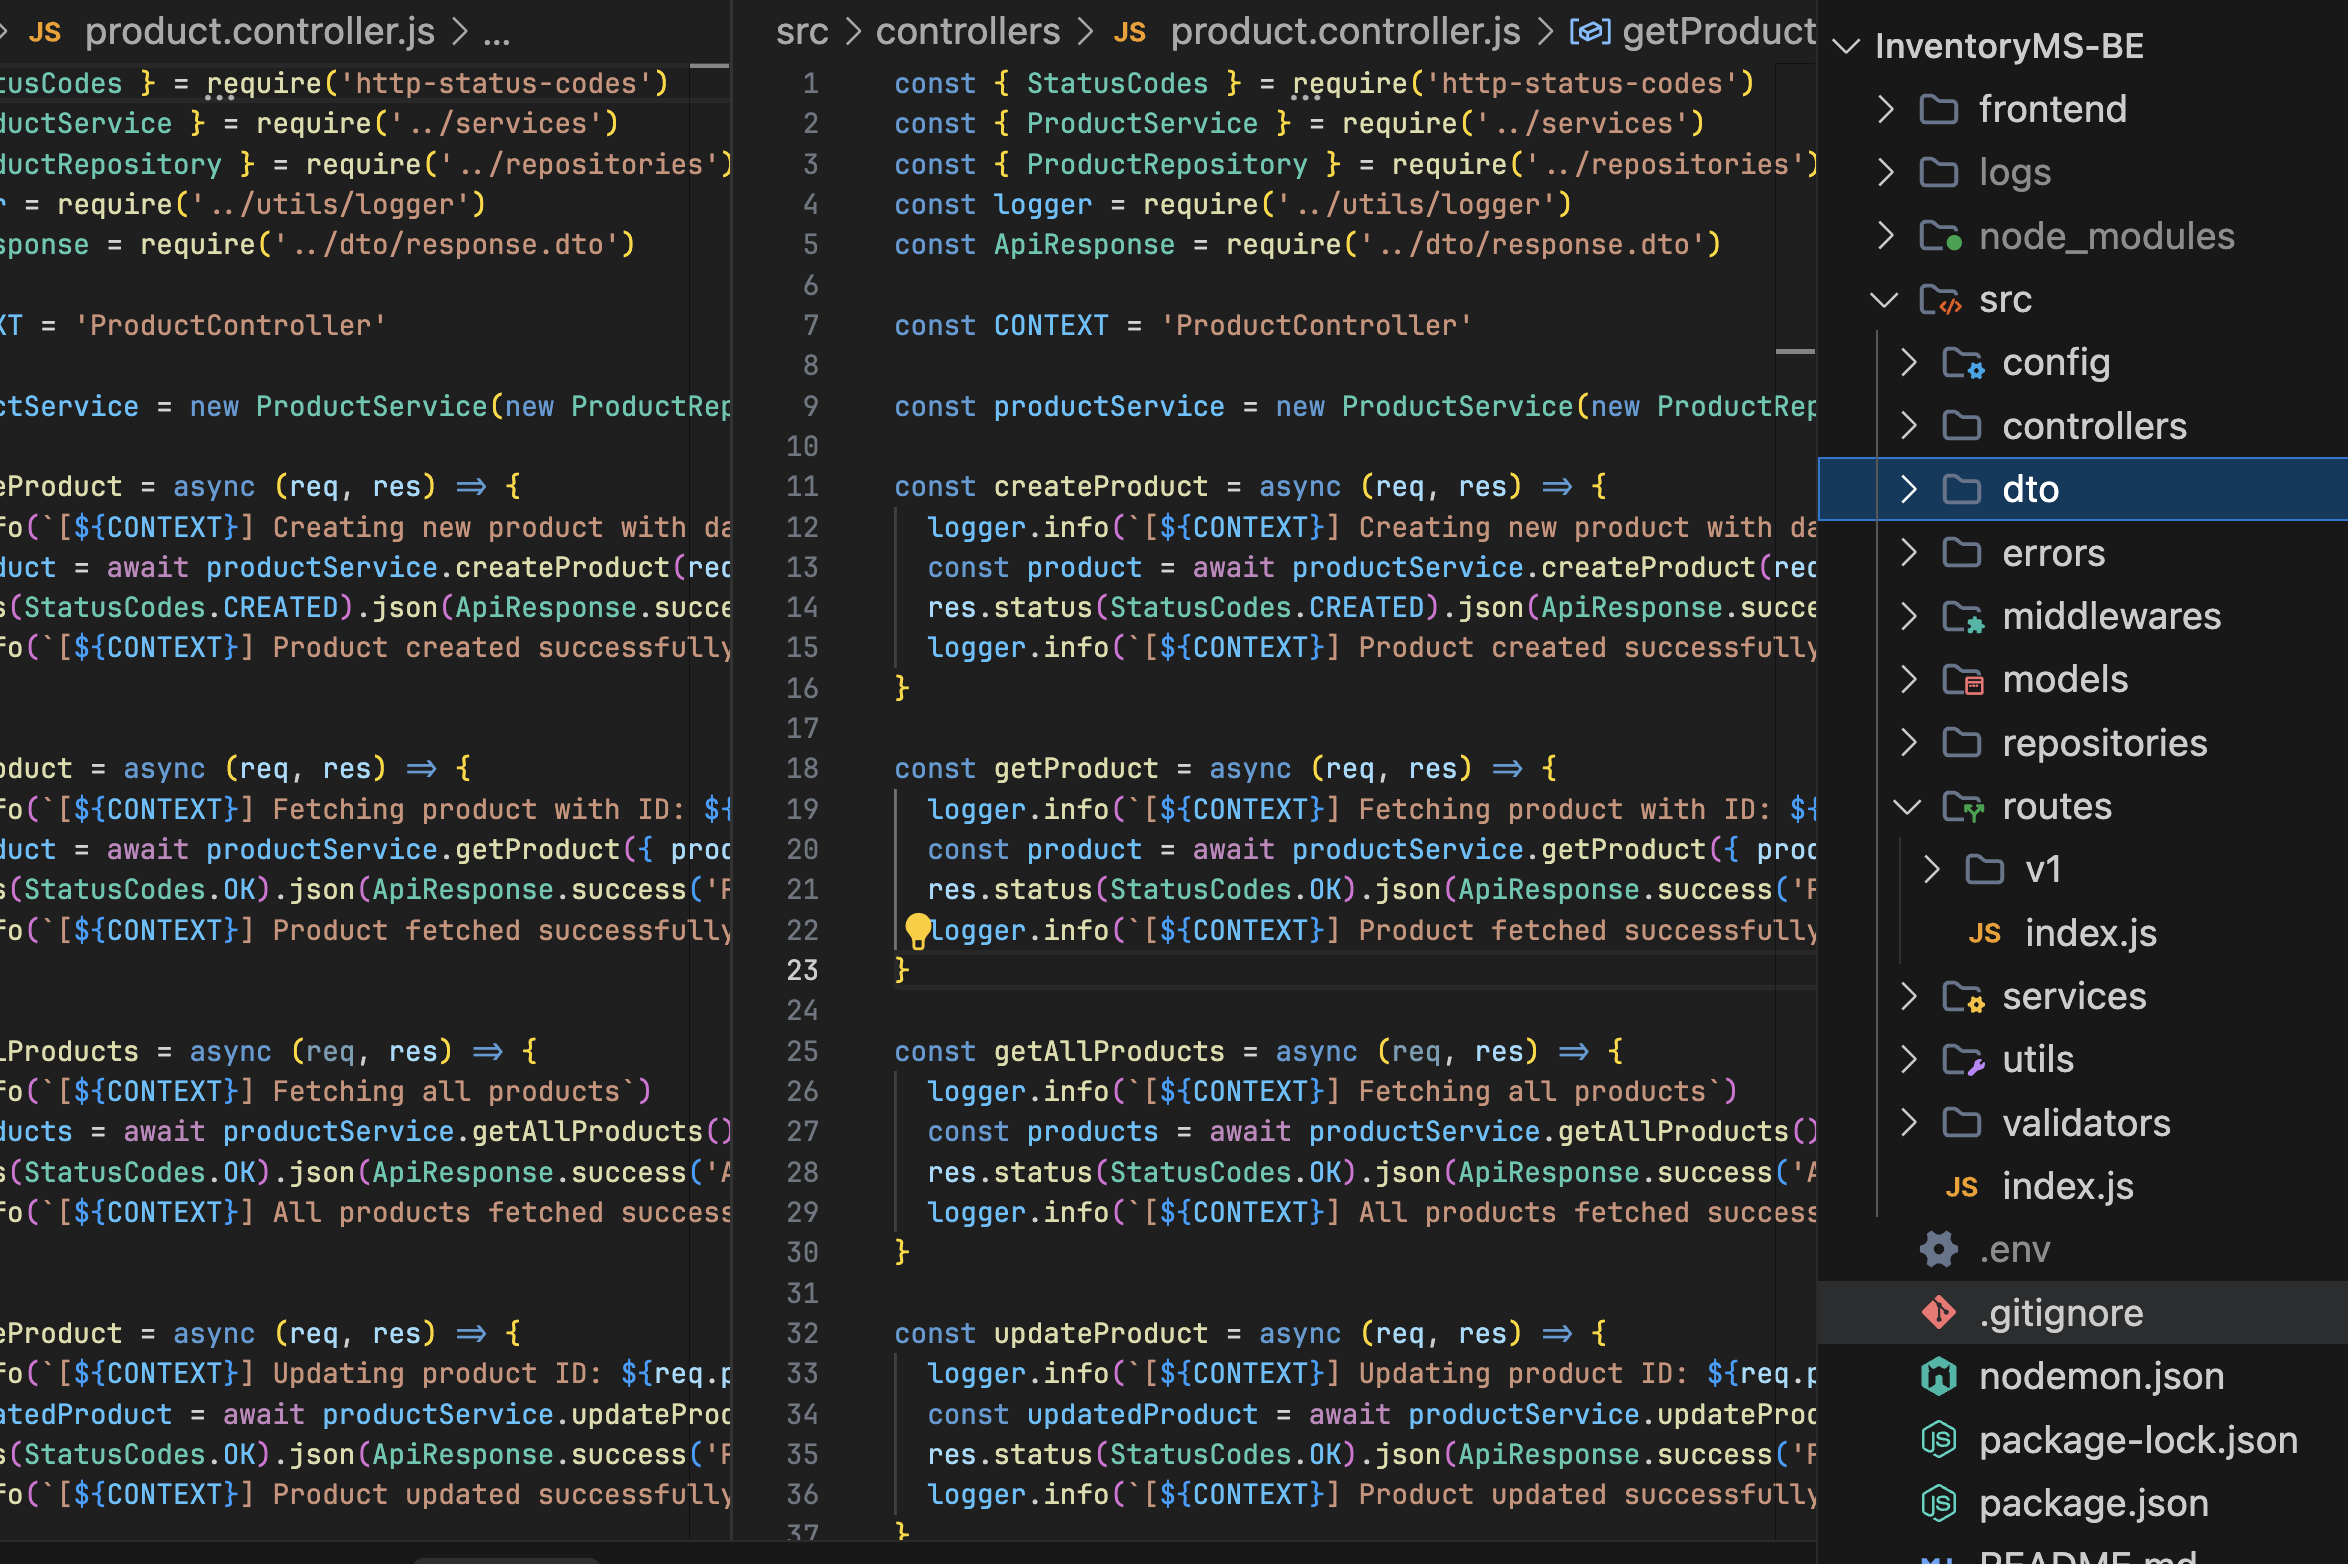 JS product.controller.js > ...
tusCodes } = require('http-status-codes')
ductService } = require('../services')
ductRepository } = require('../repositories')
r = require('../utils/logger')
sponse = require('../dto/response.dto')
XT = 'ProductController'
ctService = new ProductService(new ProductRep
eProduct = async (req, res) => {
fo(`[${CONTEXT}] Creating new product with da
duct = await productService.createProduct(req
s(StatusCodes.CREATED).json(ApiResponse.succe
fo(`[${CONTEXT}] Product created successfully
oduct = async (req, res) => {
fo(`[${CONTEXT}] Fetching product with ID: ${
duct = await productService.getProduct({ prod
s(StatusCodes.OK).json(ApiResponse.success('P
fo(`[${CONTEXT}] Product fetched successfully
lProducts = async (req, res) => {
fo(`[${CONTEXT}] Fetching all products`)
ducts = await productService.getAllProducts()
s(StatusCodes.OK).json(ApiResponse.success('A
fo(`[${CONTEXT}] All products fetched success
eProduct = async (req, res) => {
fo(`[${CONTEXT}] Updating product ID: ${req.p
atedProduct = await productService.updateProd
s(StatusCodes.OK).json(ApiResponse.success('P
fo(`[${CONTEXT}] Product updated successfully
src > controllers > JS product.controller.js > getProduct
1 const { StatusCodes } = require('http-status-codes')
2 const { ProductService } = require('../services')
3 const { ProductRepository } = require('../repositories')
4 const logger = require('../utils/logger')
5 const ApiResponse = require('../dto/response.dto')
6
7 const CONTEXT = 'ProductController'
8
9 const productService = new ProductService(new ProductRep
10
11 const createProduct = async (req, res) => {
12 logger.info(`[${CONTEXT}] Creating new product with da
13 const product = await productService.createProduct(req
14 res.status(StatusCodes.CREATED).json(ApiResponse.succe
15 logger.info(`[${CONTEXT}] Product created successfully
16 }
17
18 const getProduct = async (req, res) => {
19 logger.info(`[${CONTEXT}] Fetching product with ID: ${
20 const product = await productService.getProduct({ prod
21 res.status(StatusCodes.OK).json(ApiResponse.success('P
22 logger.info(`[${CONTEXT}] Product fetched successfully
23 }
24
25 const getAllProducts = async (req, res) => {
26 logger.info(`[${CONTEXT}] Fetching all products`)
27 const products = await productService.getAllProducts()
28 res.status(StatusCodes.OK).json(ApiResponse.success('A
29 logger.info(`[${CONTEXT}] All products fetched success
30 }
31
32 const updateProduct = async (req, res) => {
33 logger.info(`[${CONTEXT}] Updating product ID: ${req.p
34 const updatedProduct = await productService.updateProd
35 res.status(StatusCodes.OK).json(ApiResponse.success('P
36 logger.info(`[${CONTEXT}] Product updated successfully
37 }
InventoryMS-BE
frontend
logs
node_modules
src
config
controllers
dto
errors
middlewares
models
repositories
routes
v1
JS index.js
services
utils
validators
JS index.js
.env
.gitignore
nodemon.json
package-lock.json
package.json
README.md